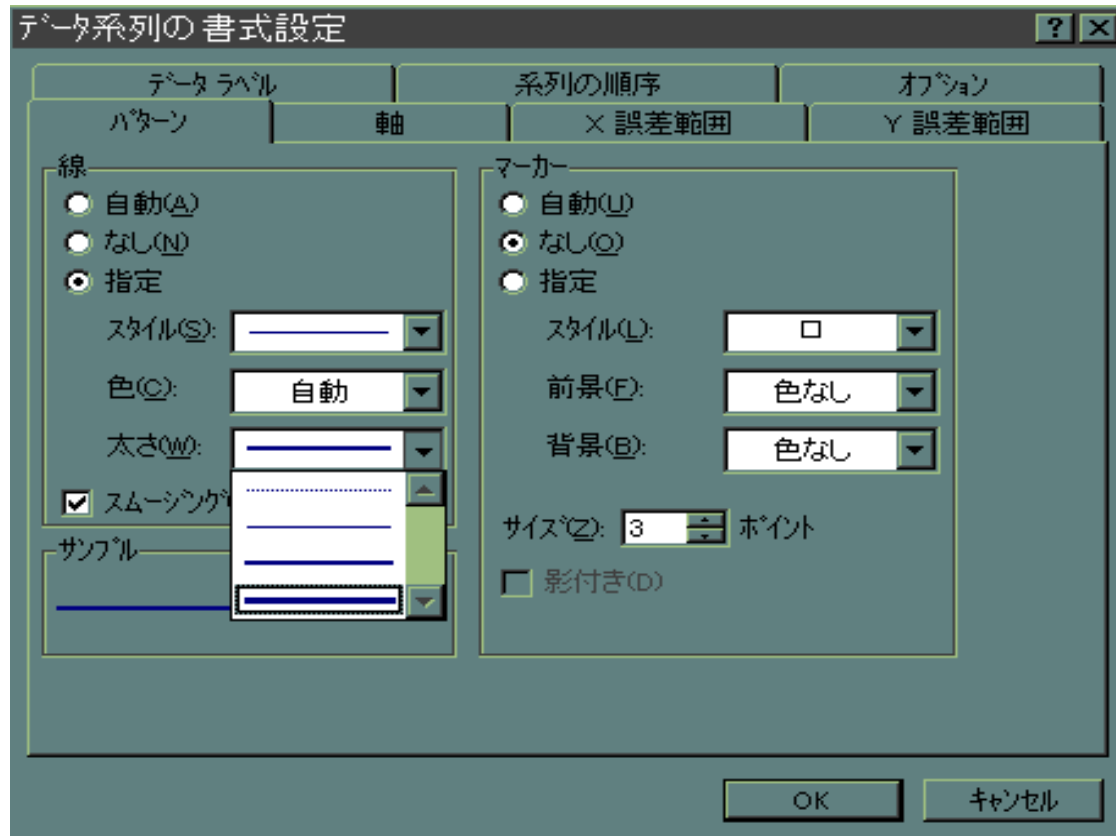 ﾃﾞｰﾀ系列の書式設定
ﾃﾞｰﾀ ﾗﾍﾞﾙ 系列の順序 ｵﾌﾟｼｮﾝ
ﾊﾟﾀｰﾝ 軸 X 誤差範囲 Y 誤差範囲
線
自動(A)
なし(N)
指定
ｽﾀｲﾙ(S):
色(C): 自動
太さ(W):
ｽﾑｰｼﾞﾝｸﾞ
ｻﾝﾌﾟﾙ
ﾏｰｶｰ
自動(U)
なし(O)
指定
ｽﾀｲﾙ(L):
前景(F): 色なし
背景(B): 色なし
ｻｲｽﾞ(Z): 3 ﾎﾟｲﾝﾄ
影付き(D)
OK ｷｬﾝｾﾙ